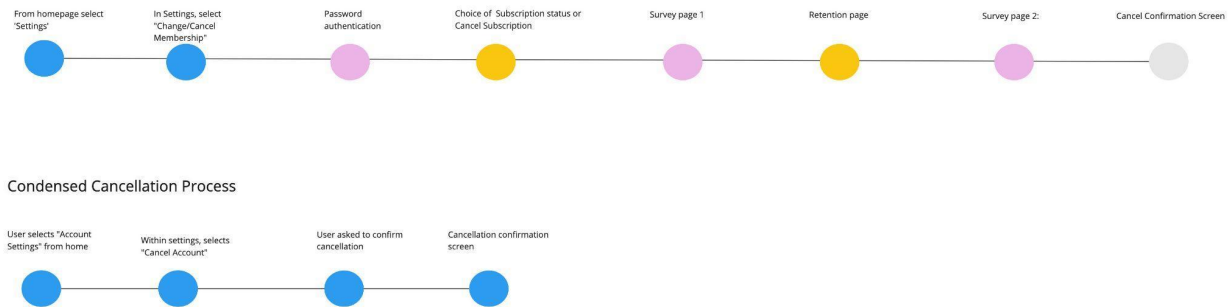 From homepage select
'Settings'
In Settings, select
"Change/Cancel
Membership"
Password
authentication
Choice of Subscription status or
Cancel Subscription
Survey page 1
Retention page
Survey page 2:
Cancel Confirmation Screen
Condensed Cancellation Process
User selects "Account
Settings" from home
Within settings, selects
"Cancel Account"
User asked to confirm
cancellation
Cancellation confirmation
screen